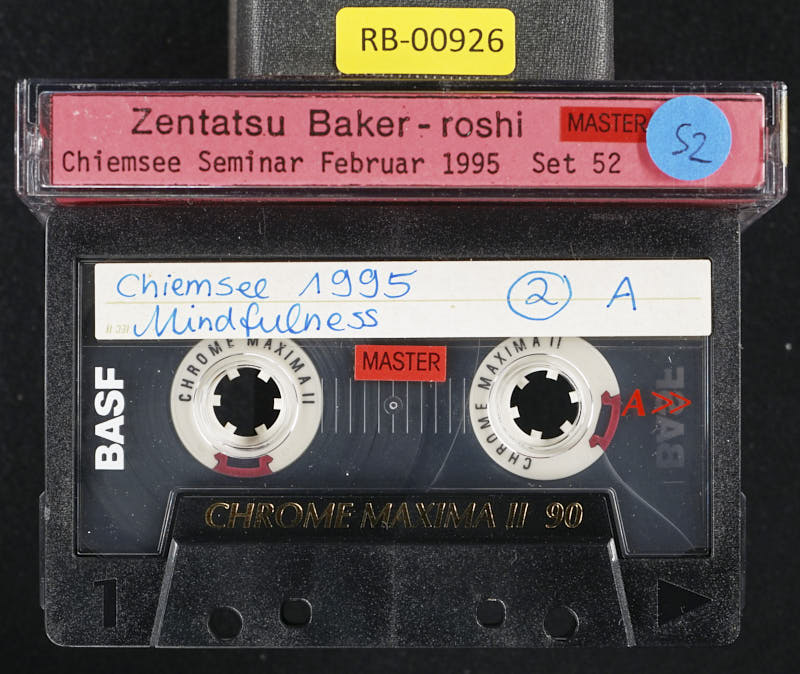 RB-00926
Zentatsu Baker-roshi MASTER
Chiemsee Seminar Februar 1995 Set 52
52
Chiemsee 1995 2 A
Mindfulness
CHROME MAXIMA II
MASTER
CHROME MAXIMA II
BASF
A
BASF
CHROME MAXIMA II 90
1